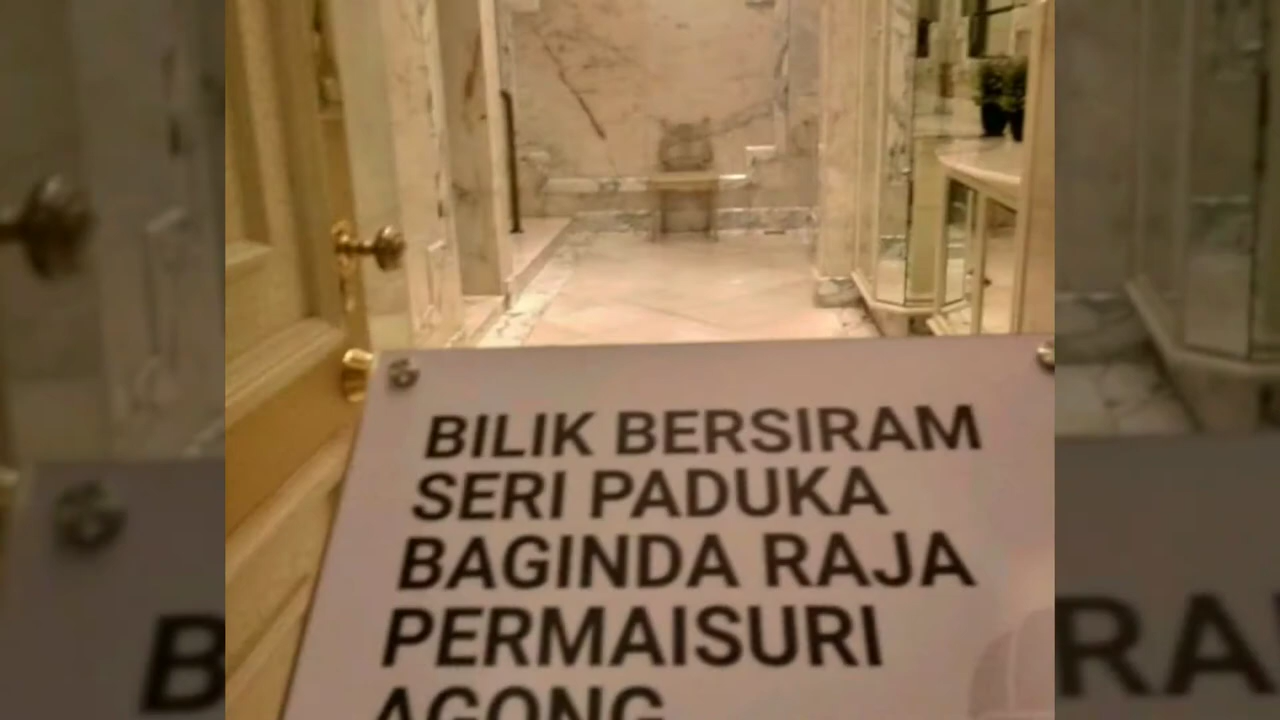 BILIK BERSIRAM
SERI PADUKA
BAGINDA RAJA
PERMAISURI
AGONG